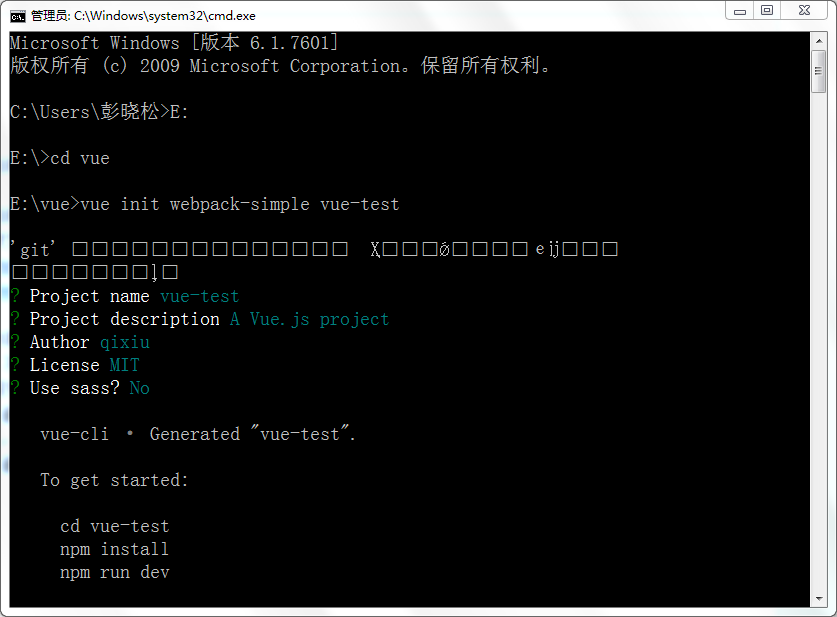 管理员: C:\Windows\system32\cmd.exe
Microsoft Windows [版本 6.1.7601]
版权所有 (c) 2009 Microsoft Corporation。保留所有权利。
C:\Users\彭晓松>E:
E:\>cd vue
E:\vue>vue init webpack-simple vue-test
'git'
? Project name vue-test
? Project description A Vue.js project
? Author qixiu
? License MIT
? Use sass? No
vue-cli · Generated "vue-test".
To get started:
cd vue-test
npm install
npm run dev